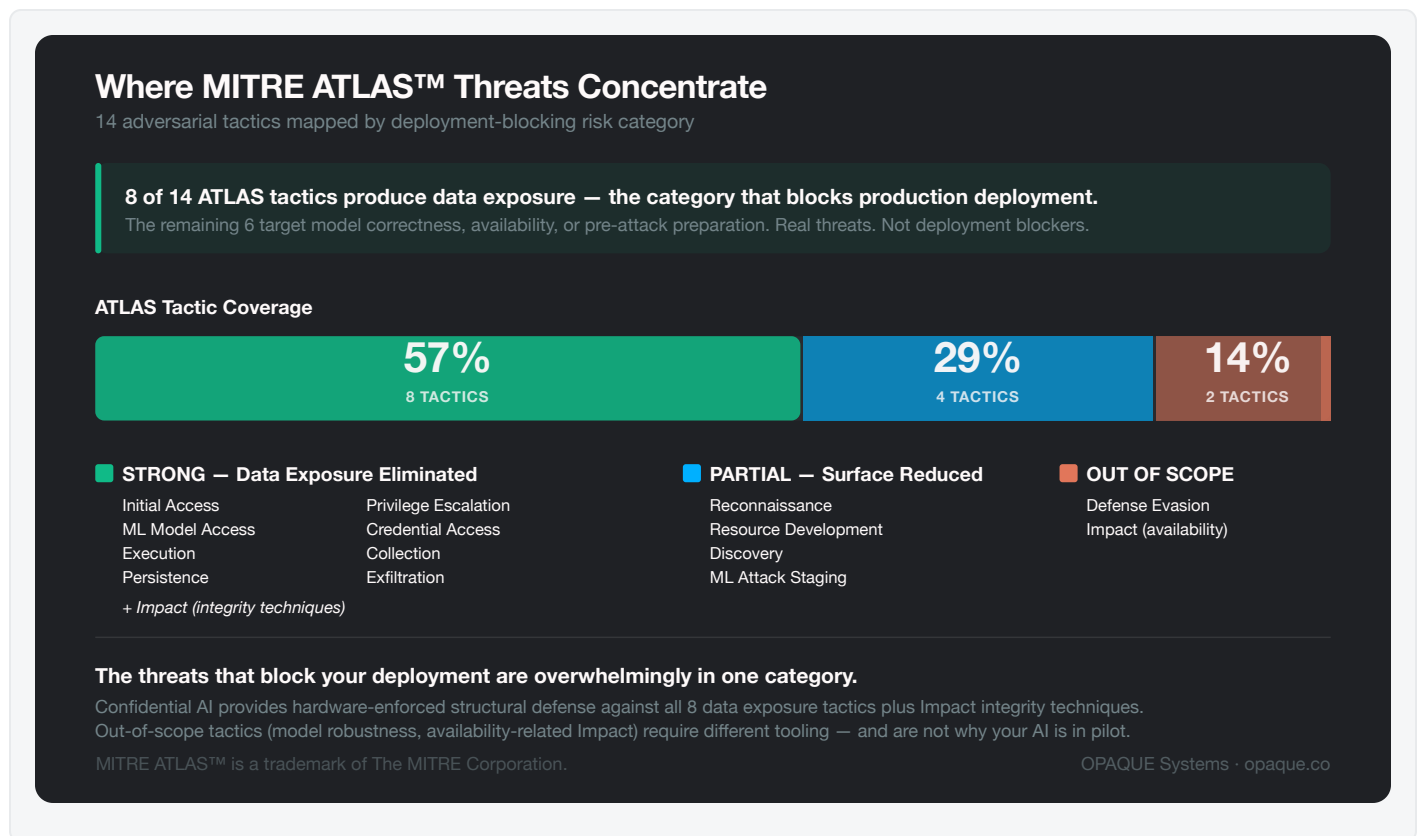 Where MITRE ATLAS™ Threats Concentrate
14 adversarial tactics mapped by deployment-blocking risk category
8 of 14 ATLAS tactics produce data exposure — the category that blocks production deployment.
The remaining 6 target model correctness, availability, or pre-attack preparation. Real threats. Not deployment blockers.
ATLAS Tactic Coverage
57%
8 TACTICS
29%
4 TACTICS
14%
2 TACTICS
STRONG — Data Exposure Eliminated
Initial Access
ML Model Access
Execution
Persistence
Privilege Escalation
Credential Access
Collection
Exfiltration
+ Impact (integrity techniques)
PARTIAL — Surface Reduced
Reconnaissance
Resource Development
Discovery
ML Attack Staging
OUT OF SCOPE
Defense Evasion
Impact (availability)
The threats that block your deployment are overwhelmingly in one category.
Confidential AI provides hardware-enforced structural defense against all 8 data exposure tactics plus Impact integrity techniques.
Out-of-scope tactics (model robustness, availability-related Impact) require different tooling — and are not why your AI is in pilot.
MITRE ATLAS™ is a trademark of The MITRE Corporation.
OPAQUE Systems · opaque.co